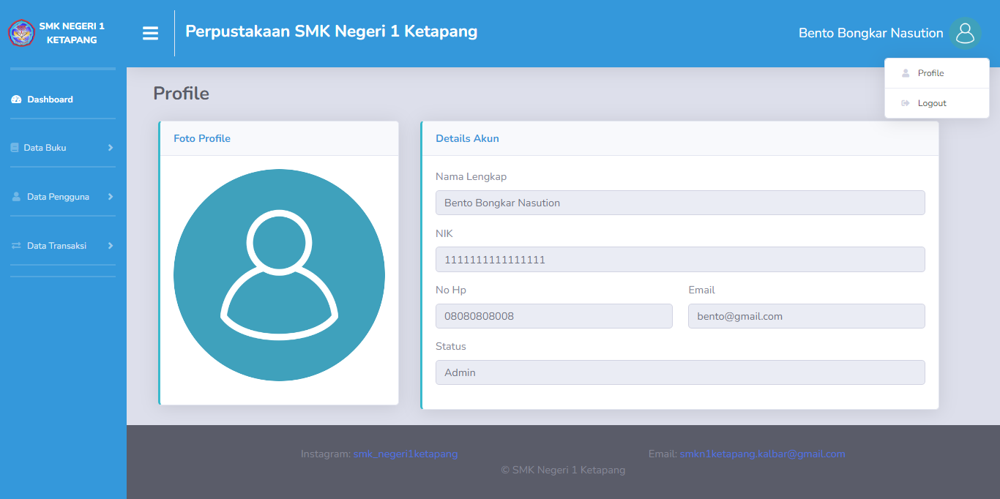 SMK NEGERI 1
KETAPANG
Perpustakaan SMK Negeri 1 Ketapang
Bento Bongkar Nasution
Profile
Logout
Dashboard
Data Buku
Data Pengguna
Data Transaksi
Profile
Foto Profile
Details Akun
Nama Lengkap
Bento Bongkar Nasution
NIK
1111111111111111
No Hp
Email
08080808008
bento@gmail.com
Status
Admin
Instagram: smk_negeri1ketapang
Email: smkn1ketapang.kalbar@gmail.com
© SMK Negeri 1 Ketapang